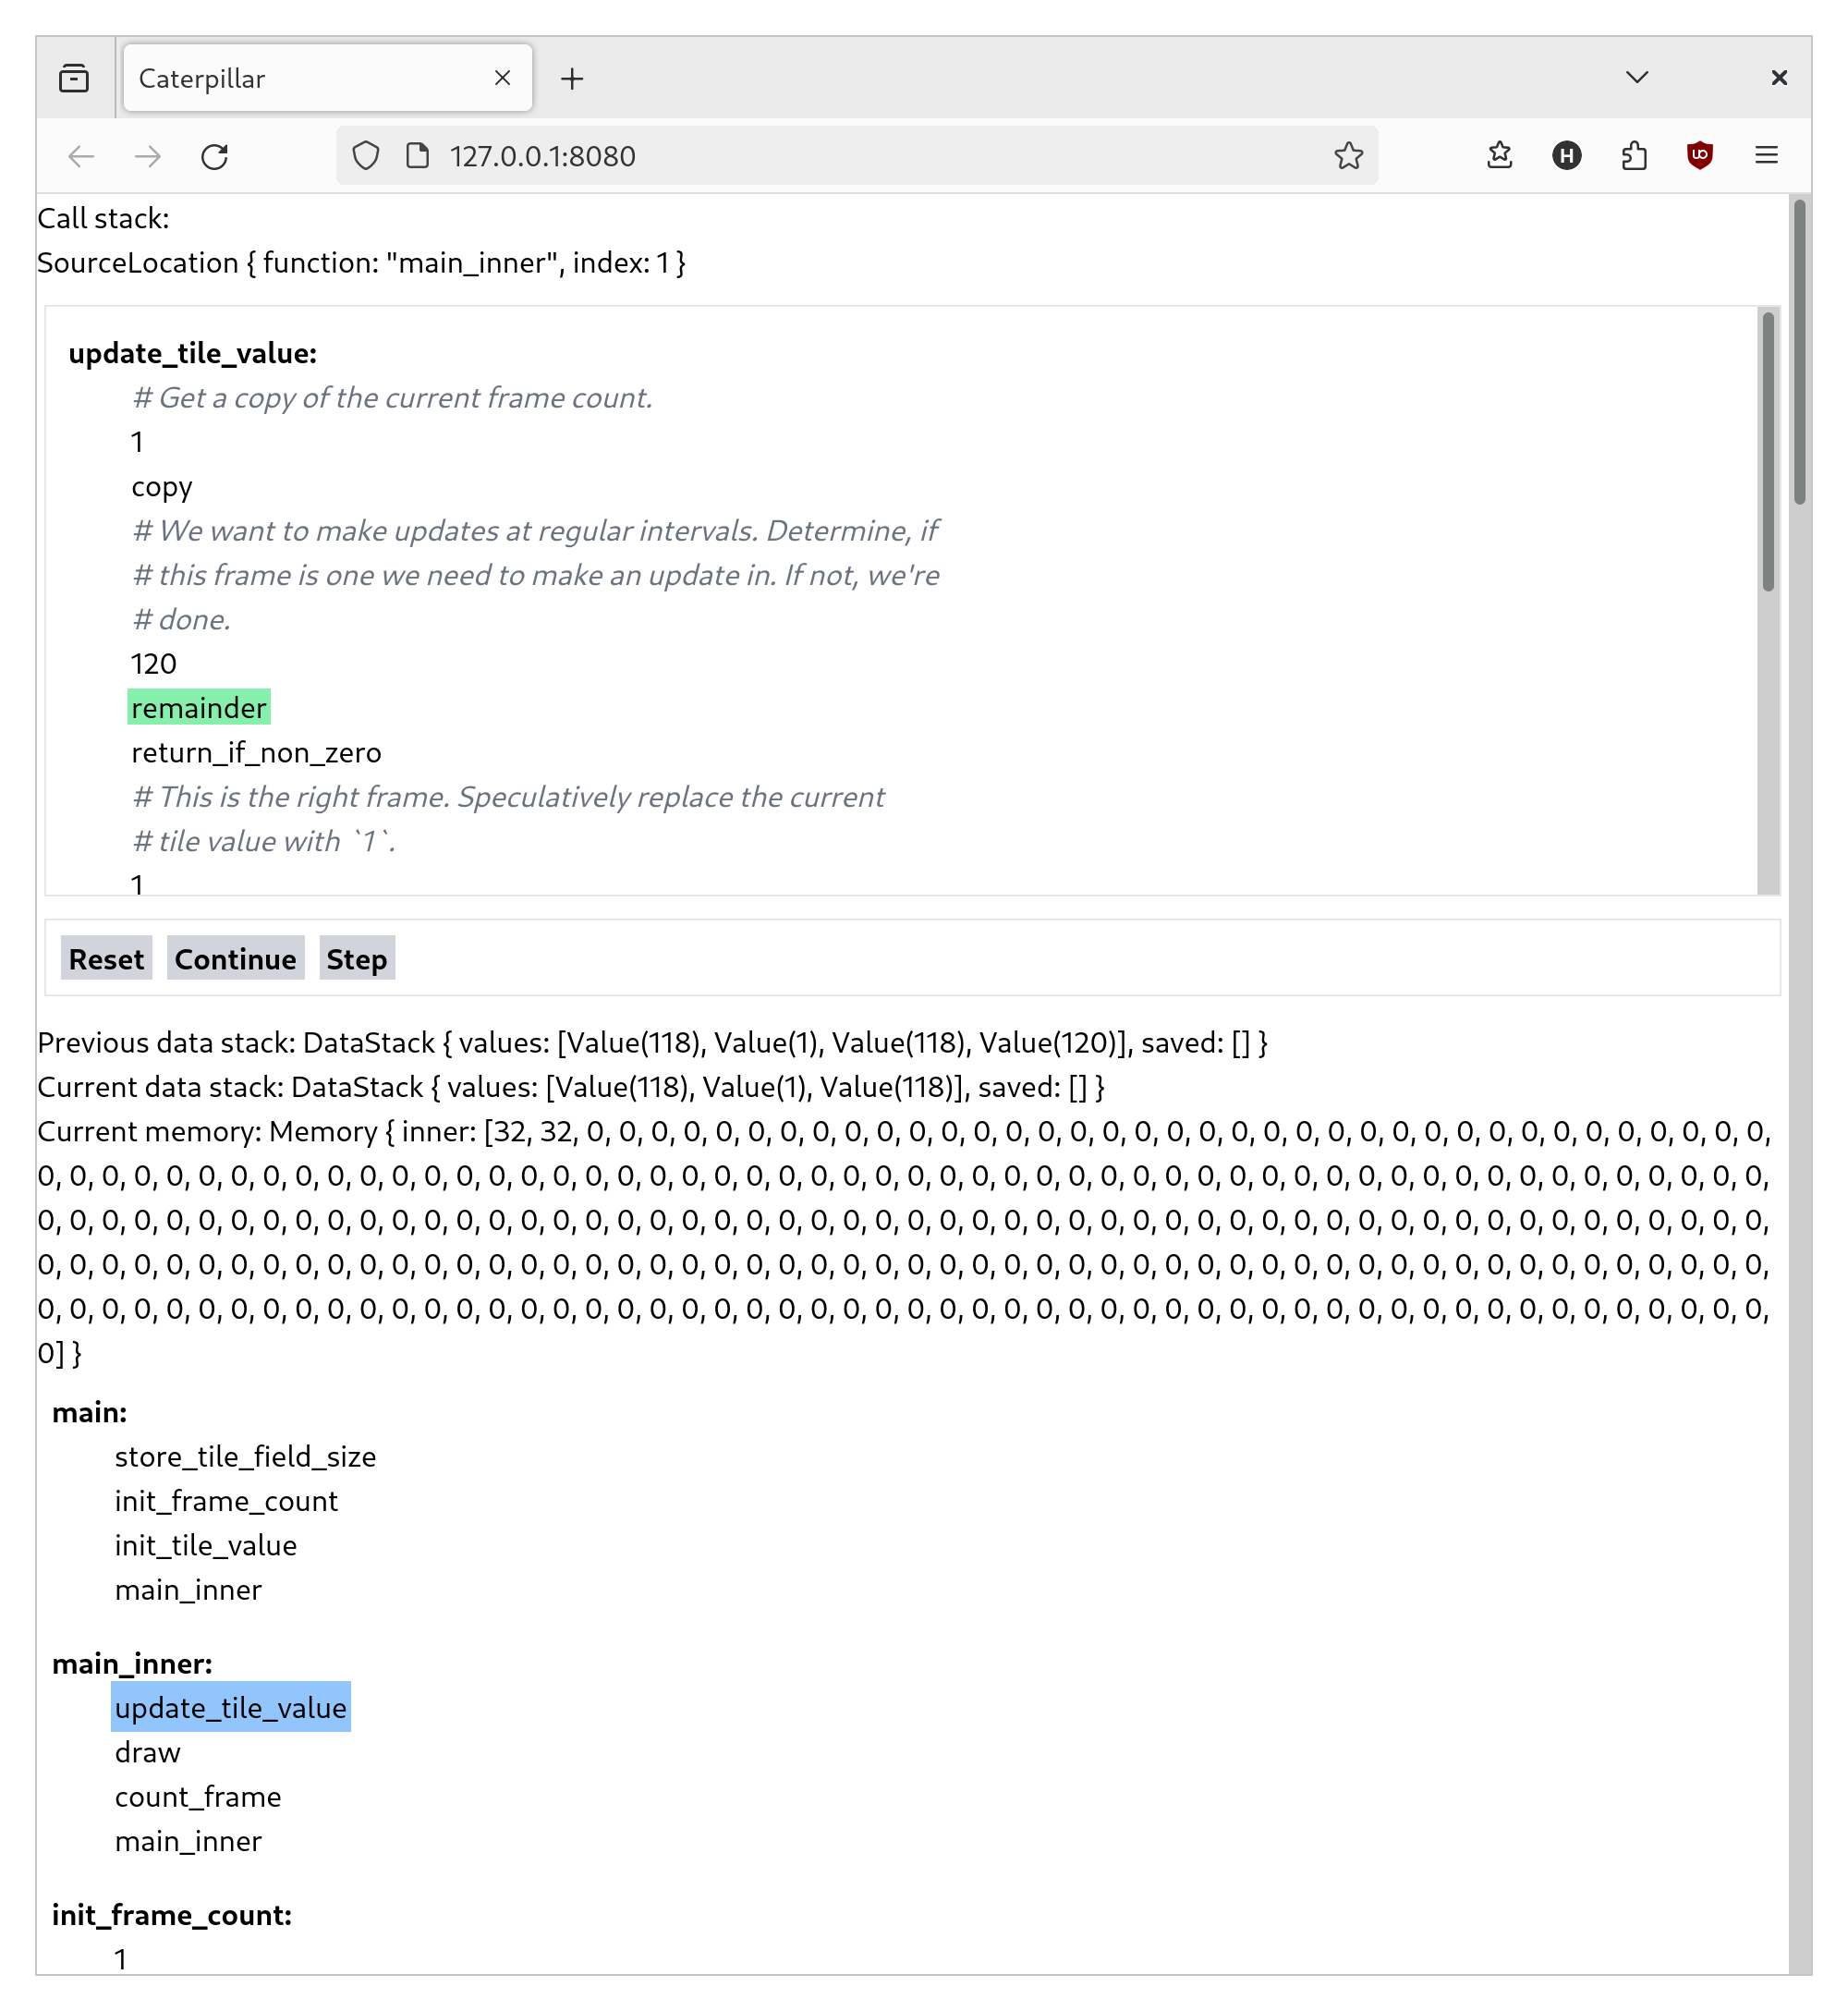 Caterpillar
127.0.0.1:8080
Call stack:
SourceLocation { function: "main_inner", index: 1 }
update_tile_value:
# Get a copy of the current frame count.
1
copy
# We want to make updates at regular intervals. Determine, if
# this frame is one we need to make an update in. If not, we're
# done.
120
remainder
return_if_non_zero
# This is the right frame. Speculatively replace the current
# tile value with `1`.
1
Reset Continue Step
Previous data stack: DataStack { values: [Value(118), Value(1), Value(118), Value(120)], saved: [] }
Current data stack: DataStack { values: [Value(118), Value(1), Value(118)], saved: [] }
Current memory: Memory { inner: [32, 32, 0, 0, 0, 0, 0, 0, 0, 0, 0, 0, 0, 0, 0, 0, 0, 0, 0, 0, 0, 0, 0, 0, 0, 0, 0, 0, 0, 0, 0, 0, 0, 0, 0, 0, 0, 0, 0,
0, 0, 0, 0, 0, 0, 0, 0, 0, 0, 0, 0, 0, 0, 0, 0, 0, 0, 0, 0, 0, 0, 0, 0, 0, 0, 0, 0, 0, 0, 0, 0, 0, 0, 0, 0, 0, 0, 0, 0, 0, 0, 0, 0, 0, 0, 0, 0, 0, 0, 0, 0, 0, 0,
0, 0, 0, 0, 0, 0, 0, 0, 0, 0, 0, 0, 0, 0, 0, 0, 0, 0, 0, 0, 0, 0, 0, 0, 0, 0, 0, 0, 0, 0, 0, 0, 0, 0, 0, 0, 0, 0, 0, 0, 0, 0, 0, 0, 0, 0, 0, 0, 0, 0, 0, 0, 0, 0,
0, 0, 0, 0, 0, 0, 0, 0, 0, 0, 0, 0, 0, 0, 0, 0, 0, 0, 0, 0, 0, 0, 0, 0, 0, 0, 0, 0, 0, 0, 0, 0, 0, 0, 0, 0, 0, 0, 0, 0, 0, 0, 0, 0, 0, 0, 0, 0, 0, 0, 0, 0, 0, 0,
0, 0, 0, 0, 0, 0, 0, 0, 0, 0, 0, 0, 0, 0, 0, 0, 0, 0, 0, 0, 0, 0, 0, 0, 0, 0, 0, 0, 0, 0, 0, 0, 0, 0, 0, 0, 0, 0, 0, 0, 0, 0, 0, 0, 0, 0, 0, 0, 0, 0, 0, 0, 0, 0,
0] }
main:
store_tile_field_size
init_frame_count
init_tile_value
main_inner
main_inner:
update_tile_value
draw
count_frame
main_inner
init_frame_count:
1